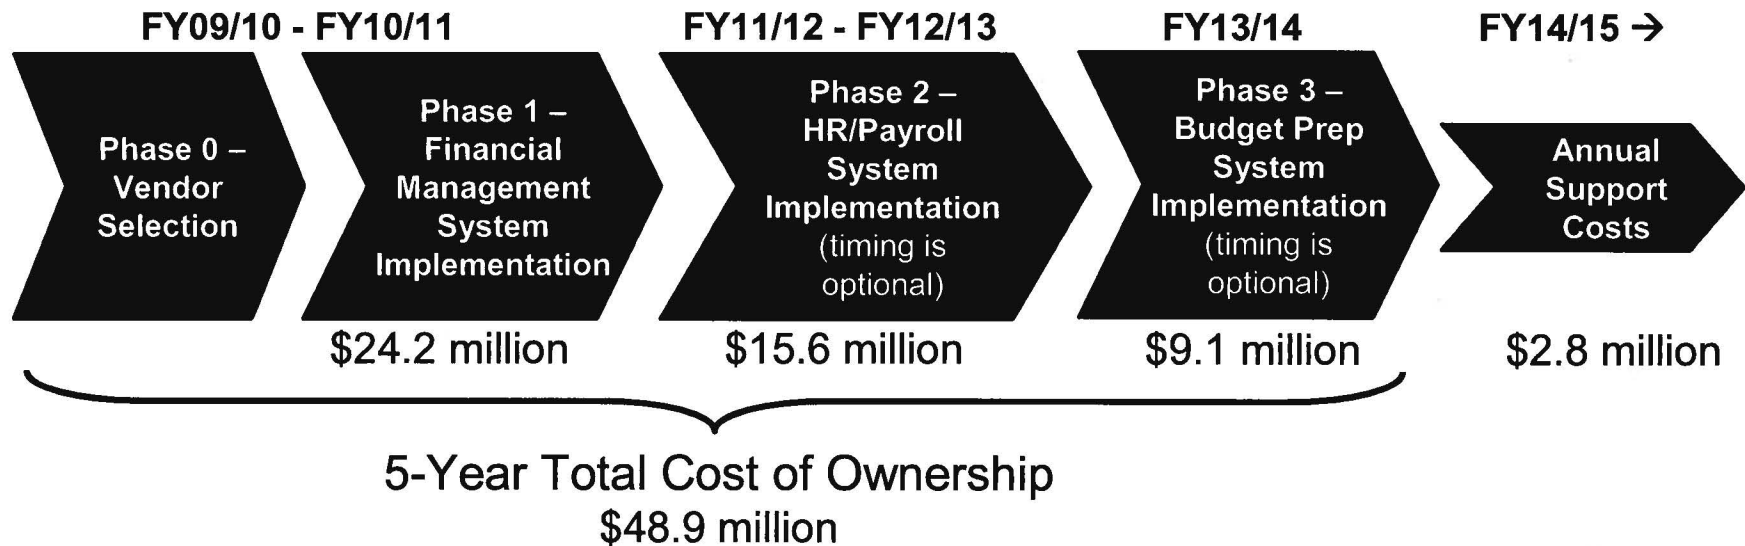 FY09/10 - FY10/11
FY11/12 - FY12/13
FY13/14
FY14/15 →
Phase 0 –
Vendor
Selection
Phase 1 –
Financial
Management
System
Implementation
Phase 2 –
HR/Payroll
System
Implementation
(timing is
optional)
Phase 3 –
Budget Prep
System
Implementation
(timing is
optional)
Annual
Support
Costs
$24.2 million
$15.6 million
$9.1 million
$2.8 million
5-Year Total Cost of Ownership
$48.9 million